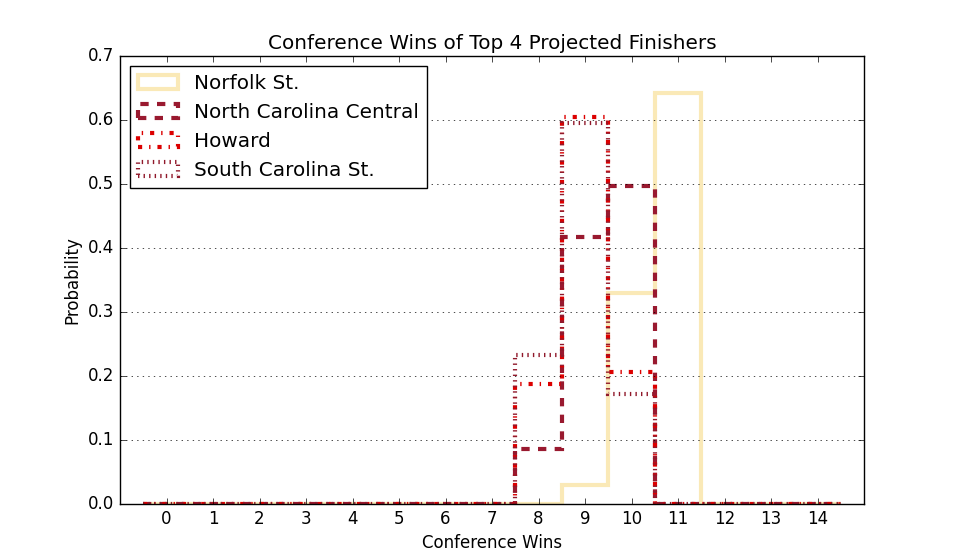 Conference Wins of Top 4 Projected Finishers
0.7
0.6
0.5
0.4
0.3
0.2
0.1
0.0
Probability
Norfolk St.
North Carolina Central
Howard
South Carolina St.
0 1 2 3 4 5 6 7 8 9 10 11 12 13 14
Conference Wins